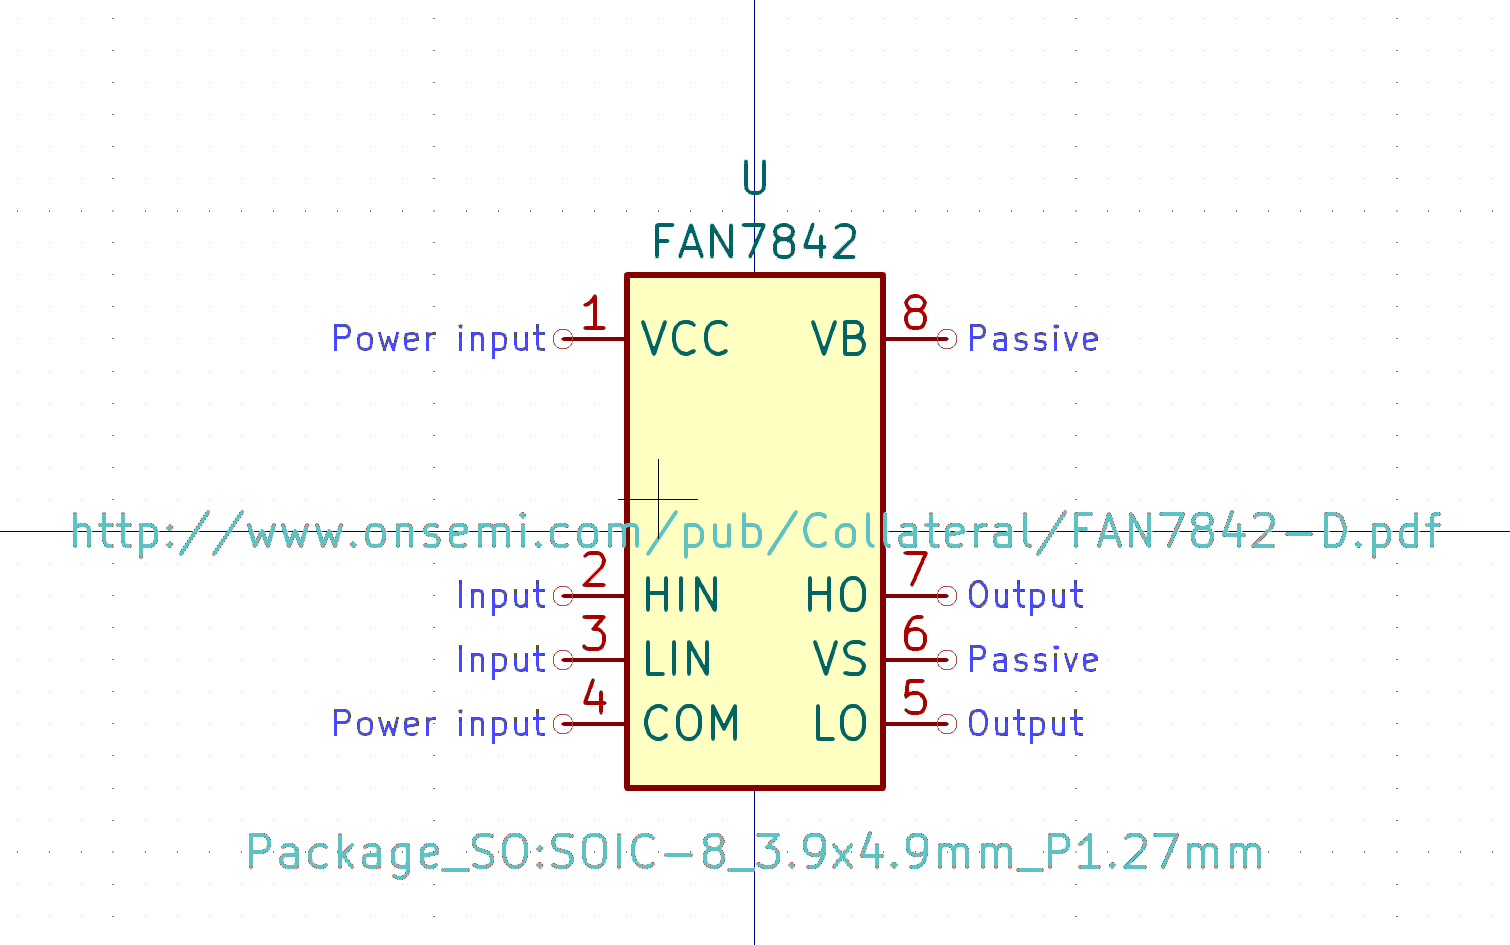 U
FAN7842
Power input 1 VCC VB 8 Passive
http://www.onsemi.com/pub/Collateral/FAN7842-D.pdf
Input 2 HIN HO 7 Output
Input 3 LIN VS 6 Passive
Power input 4 COM LO 5 Output
Package_SO:SOIC-8_3.9x4.9mm_P1.27mm